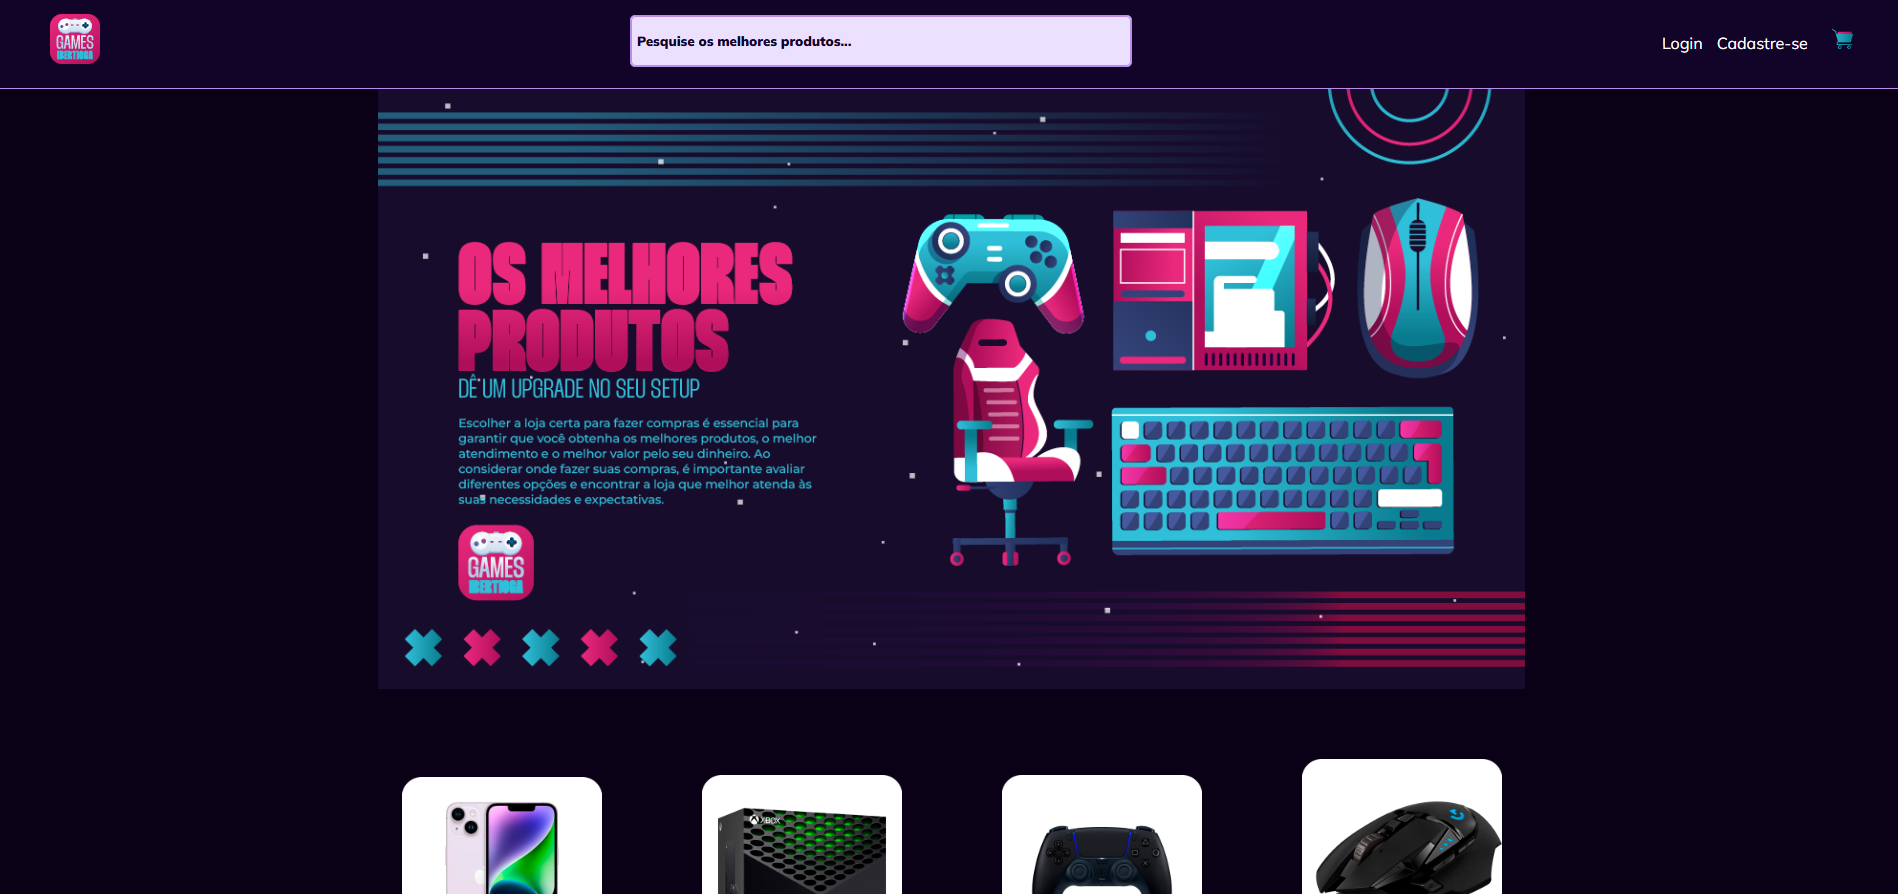 GAMES
IBERTIOGA
Pesquise os melhores produtos...
Login Cadastre-se
OS MELHORES
PRODUTOS
DÊ UM UPGRADE NO SEU SETUP
Escolher a loja certa para fazer compras é essencial para
garantir que você obtenha os melhores produtos, o melhor
atendimento e o melhor valor pelo seu dinheiro. Ao
considerar onde fazer suas compras, é importante avaliar
diferentes opções e encontrar a loja que melhor atenda às
suas necessidades e expectativas.
GAMES
IBERTIOGA
XBOX